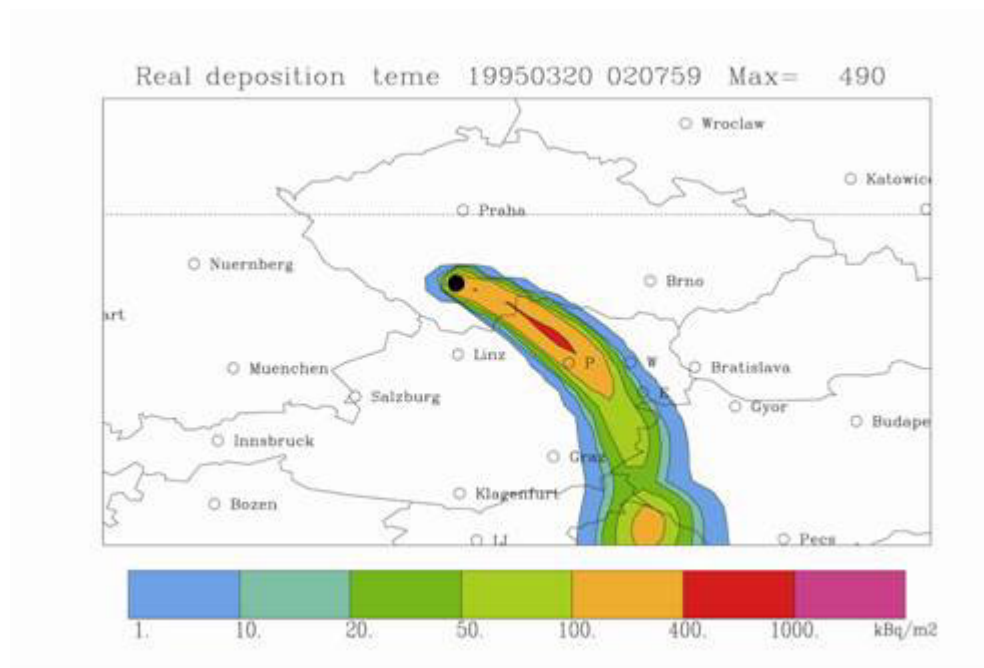 Real deposition teme 19950320 020759 Max= 490
Wroclaw
Katowice
Praha
Nuernberg
Brno
art
Linz
P
W
Muenchen
Bratislava
Salzburg
E
Gyor
Budape
Innsbruck
Graz
Klagenfurt
Bozen
LJ
Pecs
1. 10. 20. 50. 100. 400. 1000. kBq/m2